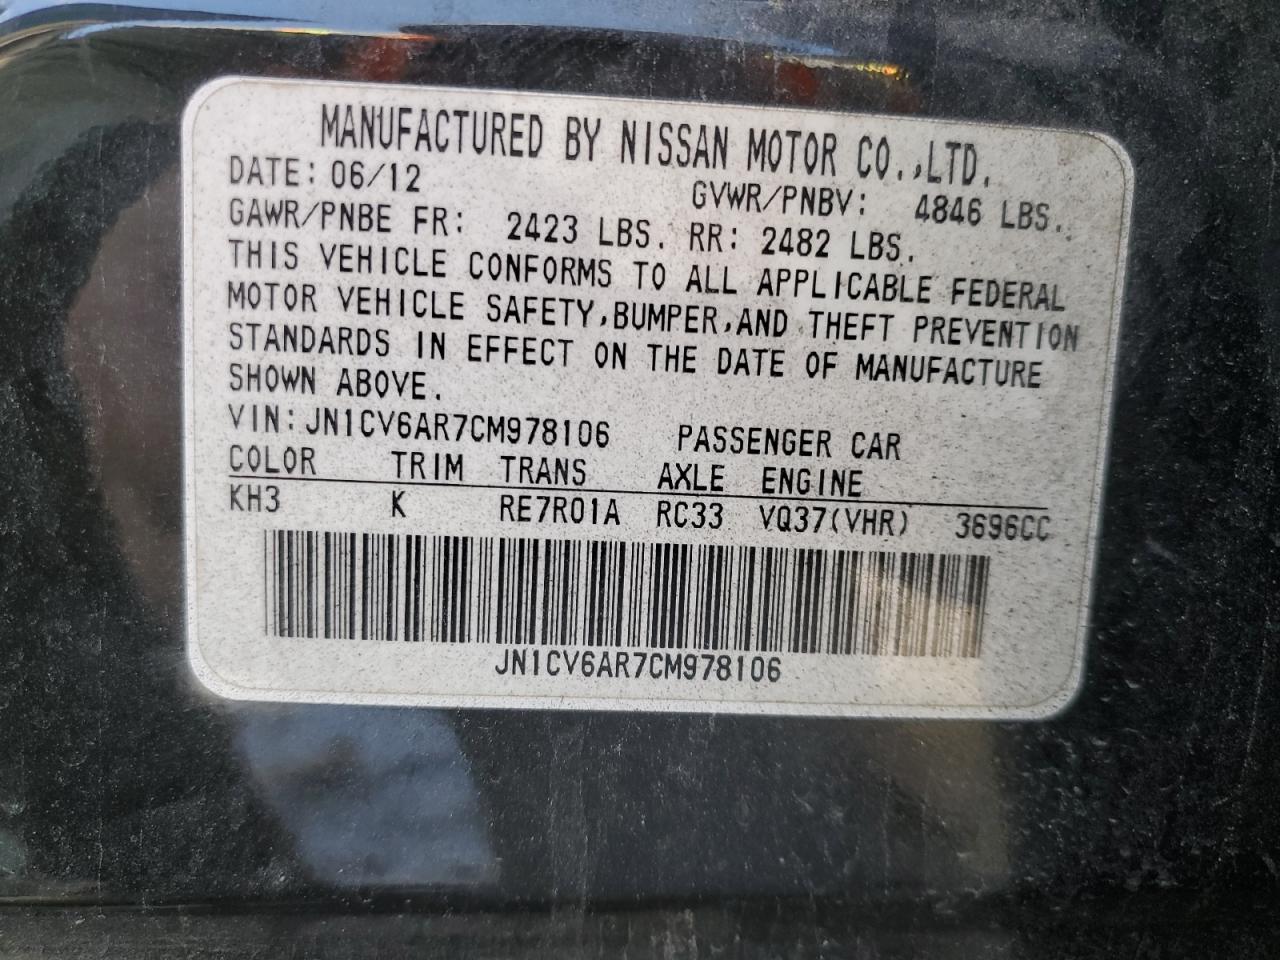 MANUFACTURED BY NISSAN MOTOR CO.,LTD.
DATE: 06/12 GVWR/PNBV: 4846 LBS.
GAWR/PNBE FR: 2423 LBS. RR: 2482 LBS.
THIS VEHICLE CONFORMS TO ALL APPLICABLE FEDERAL
MOTOR VEHICLE SAFETY,BUMPER,AND THEFT PREVENTION
STANDARDS IN EFFECT ON THE DATE OF MANUFACTURE
SHOWN ABOVE.
VIN:JN1CV6AR7CM978106 PASSENGER CAR
COLOR TRIM TRANS AXLE ENGINE
KH3 K RE7R01A RC33 VQ37(VHR) 3696CC
JN1CV6AR7CM978106